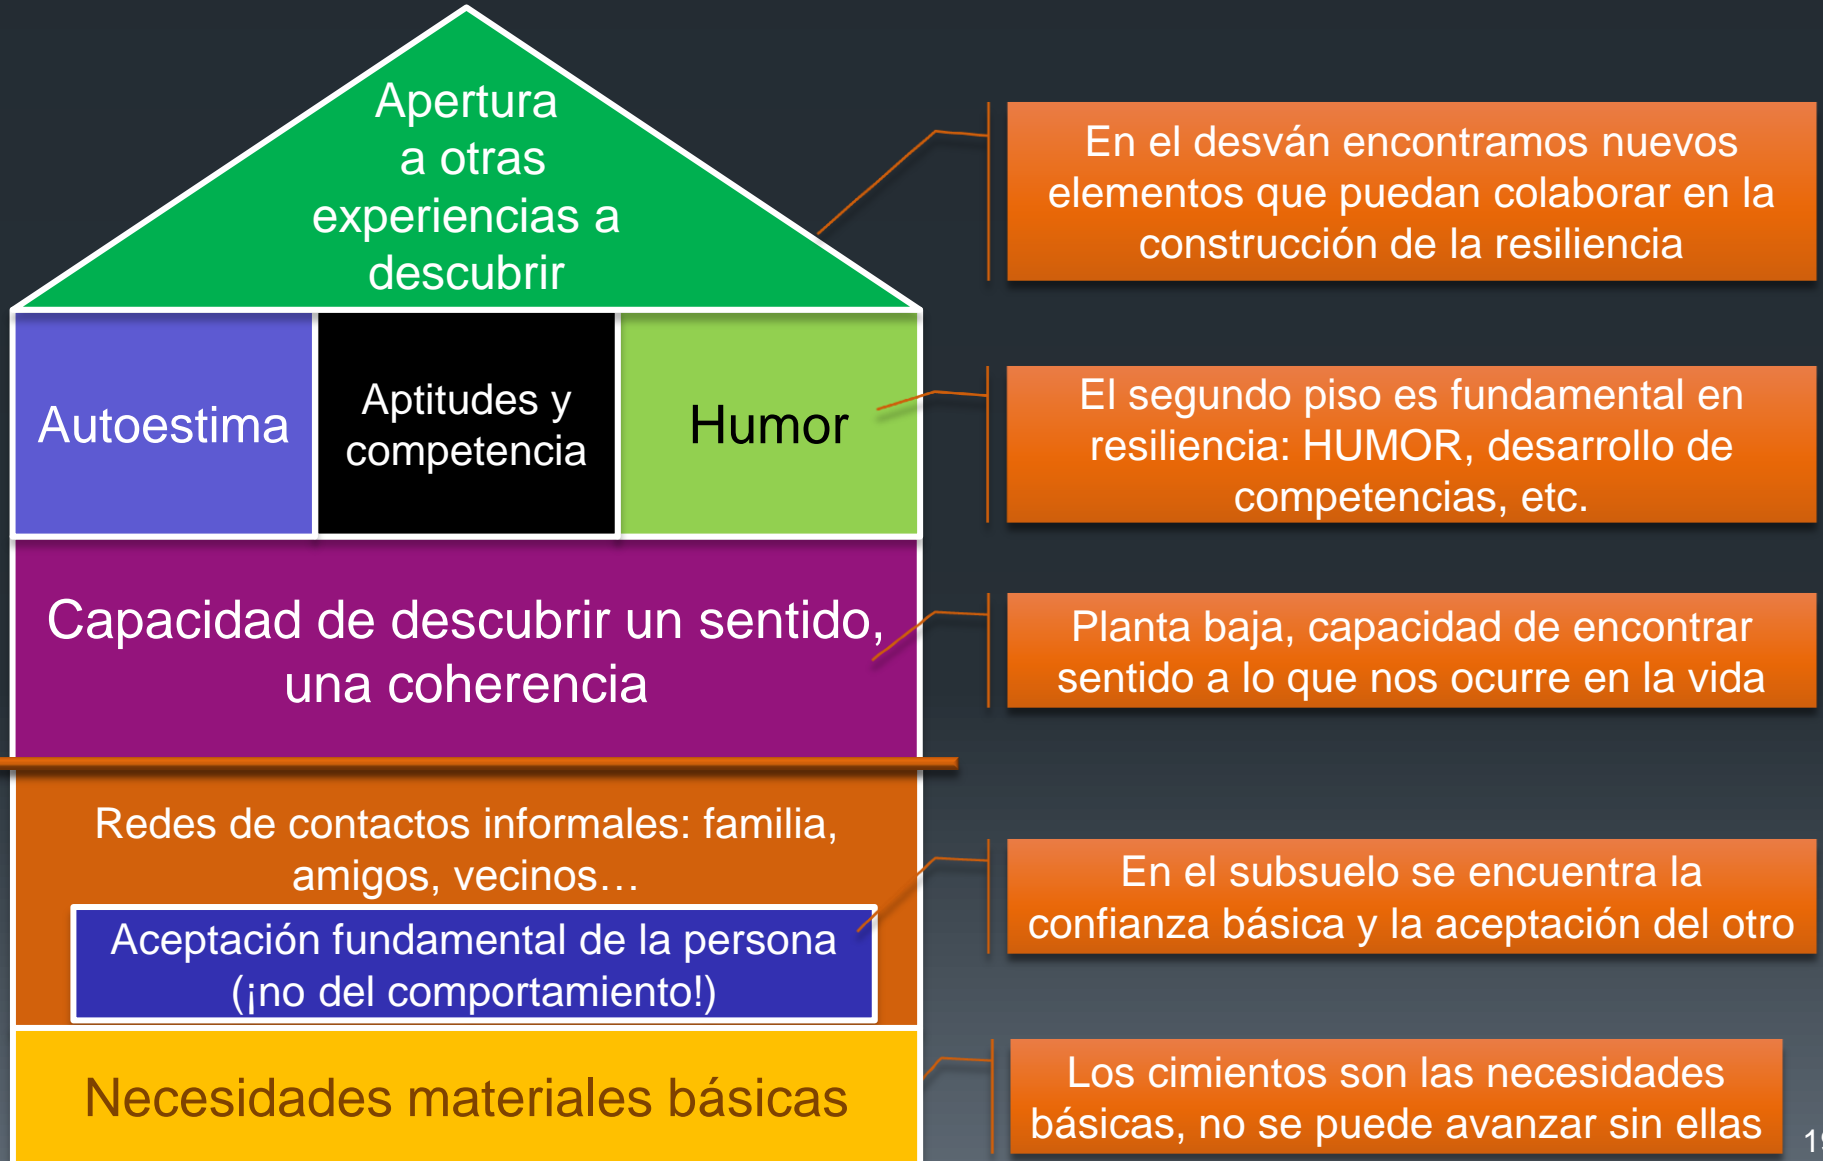 Apertura
a otras
experiencias a
descubrir
En el desván encontramos nuevos
elementos que puedan colaborar en la
construcción de la resiliencia
Autoestima
Aptitudes y
competencia
Humor
El segundo piso es fundamental en
resiliencia: HUMOR, desarrollo de
competencias, etc.
Capacidad de descubrir un sentido,
una coherencia
Planta baja, capacidad de encontrar
sentido a lo que nos ocurre en la vida
Redes de contactos informales: familia,
amigos, vecinos…
Aceptación fundamental de la persona
(¡no del comportamiento!)
En el subsuelo se encuentra la
confianza básica y la aceptación del otro
Necesidades materiales básicas
Los cimientos son las necesidades
básicas, no se puede avanzar sin ellas